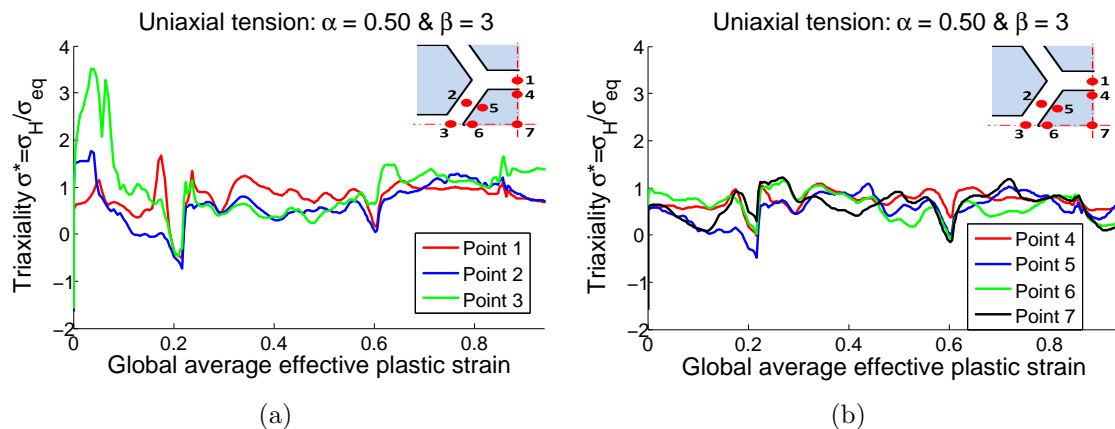 Uniaxial tension: α = 0.50 & β = 3
Triaxiality σ*=σ_H/σ_eq
4
3
2
1
0
−1
−2
0
0.2
0.4
0.6
0.8
Global average effective plastic strain
1
2
4
5
3
6
7
Point 1
Point 2
Point 3
(a)
Uniaxial tension: α = 0.50 & β = 3
Triaxiality σ*=σ_H/σ_eq
4
3
2
1
0
−1
−2
0
0.2
0.4
0.6
0.8
Global average effective plastic strain
1
2
4
5
3
6
7
Point 4
Point 5
Point 6
Point 7
(b)